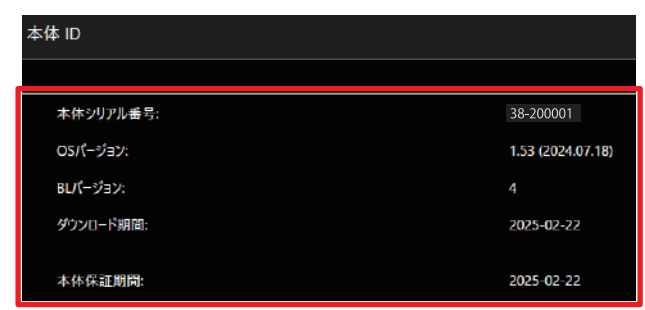 本体 ID
本体シリアル番号: 38-200001
OSバージョン: 1.53 (2024.07.18)
BLバージョン: 4
ダウンロード期間: 2025-02-22
本体保証期間: 2025-02-22